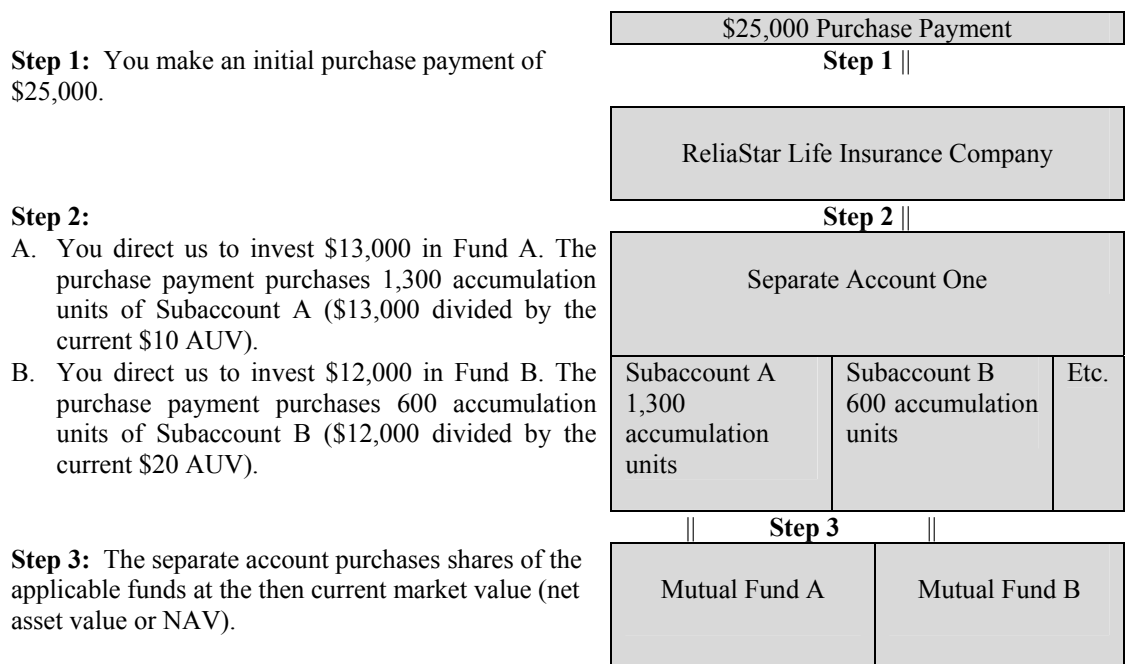 $25,000 Purchase Payment
Step 1: You make an initial purchase payment of
$25,000.
Step 1 ||
ReliaStar Life Insurance Company
Step 2:
Step 2 ||
A. You direct us to invest $13,000 in Fund A. The
purchase payment purchases 1,300 accumulation
units of Subaccount A ($13,000 divided by the
current $10 AUV).
B. You direct us to invest $12,000 in Fund B. The
purchase payment purchases 600 accumulation
units of Subaccount B ($12,000 divided by the
current $20 AUV).
Separate Account One
Subaccount A
1,300
accumulation
units
Subaccount B
600 accumulation
units
Etc.
|| Step 3 ||
Step 3: The separate account purchases shares of the
applicable funds at the then current market value (net
asset value or NAV).
Mutual Fund A
Mutual Fund B